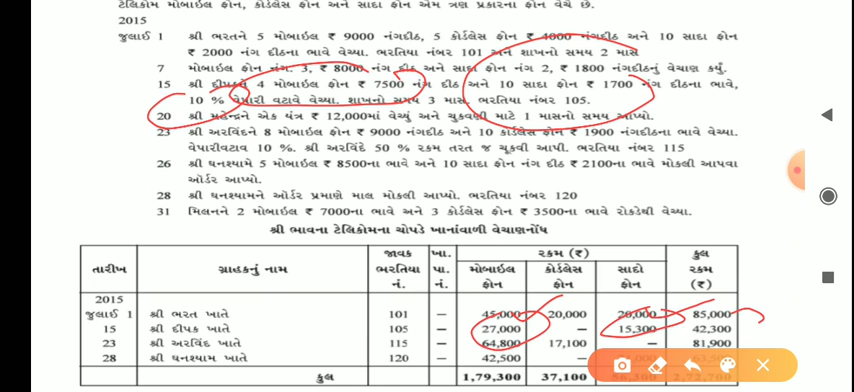 ટેલિકોમ મોબાઇલ ફોન, કોર્ડલેસ ફોન અને સાદા ફોન એમ ત્રણ પ્રકારના ફોન વેચે છે.
2015
જુલાઈ 1 શ્રી ભરતને 5 મોબાઇલ ₹ 9000 નંગદીઠ, 5 કોર્ડલેસ ફોન ₹ 4000 નંગદીઠ અને 10 સાદા ફોન
₹ 2000 નંગ દીઠના ભાવે વેચ્યા. ભરતિયા નંબર 101 અને શાખનો સમય 2 માસ
7 મોબાઇલ ફોન નંગ. 3, ₹ 8000 નંગ દીઠ અને સાદા ફોન નંગ 2, ₹ 1800 નંગદીઠનું વેચાણ કર્યું.
15 શ્રી દીપકને 4 મોબાઇલ ફોન ₹ 7500 નંગ દીઠ અને 10 સાદા ફોન ₹ 1700 નંગ દીઠના ભાવે,
10 % વેપારી વટાવે વેચ્યા. શાખનો સમય 3 માસ. ભરતિયા નંબર 105.
20 શ્રી મહેન્દ્રને એક યંત્ર ₹ 12,000માં વેચ્યું અને ચુકવણી માટે 1 માસનો સમય આપ્યો.
23 શ્રી અરવિંદને 8 મોબાઇલ ફોન ₹ 9000 નંગદીઠ અને 10 કોર્ડલેસ ફોન ₹ 1900 નંગદીઠના ભાવે વેચ્યા.
વેપારીવટાવ 10 %. શ્રી અરવિંદે 50 % રકમ તરત જ ચૂકવી આપી. ભરતિયા નંબર 115
26 શ્રી ઘનશ્યામે 5 મોબાઇલ ₹ 8500ના ભાવે અને 10 સાદા ફોન નંગ દીઠ ₹ 2100ના ભાવે મોકલી આપવા
ઑર્ડર આપ્યો.
28 શ્રી ઘનશ્યામને ઑર્ડર પ્રમાણે માલ મોકલી આપ્યો. ભરતિયા નંબર 120
31 મિલનને 2 મોબાઇલ ₹ 7000ના ભાવે અને 3 કોર્ડલેસ ફોન ₹ 3500ના ભાવે રોકડેથી વેચ્યા.
શ્રી ભાવના ટેલિકોમના ચોપડે ખાનાંવાળી વેચાણનોંધ
જાવક ખા. રકમ (₹) કુલ
તારીખ ગ્રાહકનું નામ ભરતિયા પા. મોબાઇલ કોર્ડલેસ સાદો રકમ
નં. નં. ફોન ફોન ફોન (₹)
2015
જુલાઈ 1 શ્રી ભરત ખાતે 101 – 45,000 20,000 20,000 85,000
15 શ્રી દીપક ખાતે 105 – 27,000 – 15,300 42,300
23 શ્રી અરવિંદ ખાતે 115 – 64,800 17,100 – 81,900
28 શ્રી ઘનશ્યામ ખાતે 120 – 42,500 –
કુલ 1,79,300 37,100